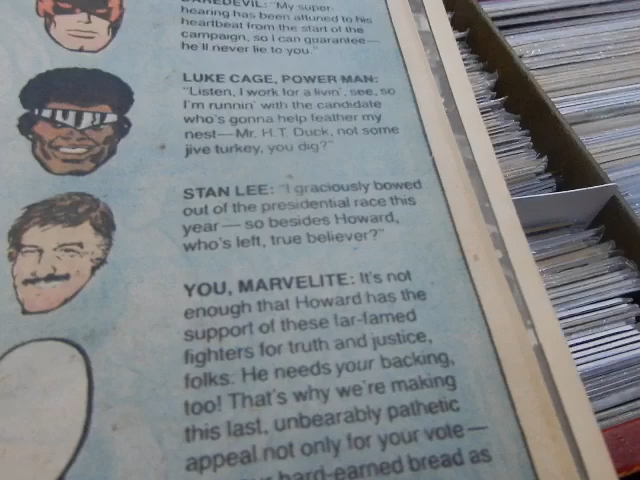 DAREDEVIL: "My super-
hearing has been attuned to his
heartbeat from the start of the
campaign, so I can guarantee—
he'll never lie to you."
LUKE CAGE, POWER MAN:
"Listen, I work for a livin', see, so
I'm runnin' with the candidate
who's gonna help feather my
nest—Mr. H.T. Duck, not some
jive turkey, you dig?"
STAN LEE: "I graciously bowed
out of the presidential race this
year — so besides Howard,
who's left, true believer?"
YOU, MARVELITE: It's not
enough that Howard has the
support of these far-famed
fighters for truth and justice,
folks. He needs your backing,
too! That's why we're making
this last, unbearably pathetic
appeal not only for your vote—
hard-earned bread as